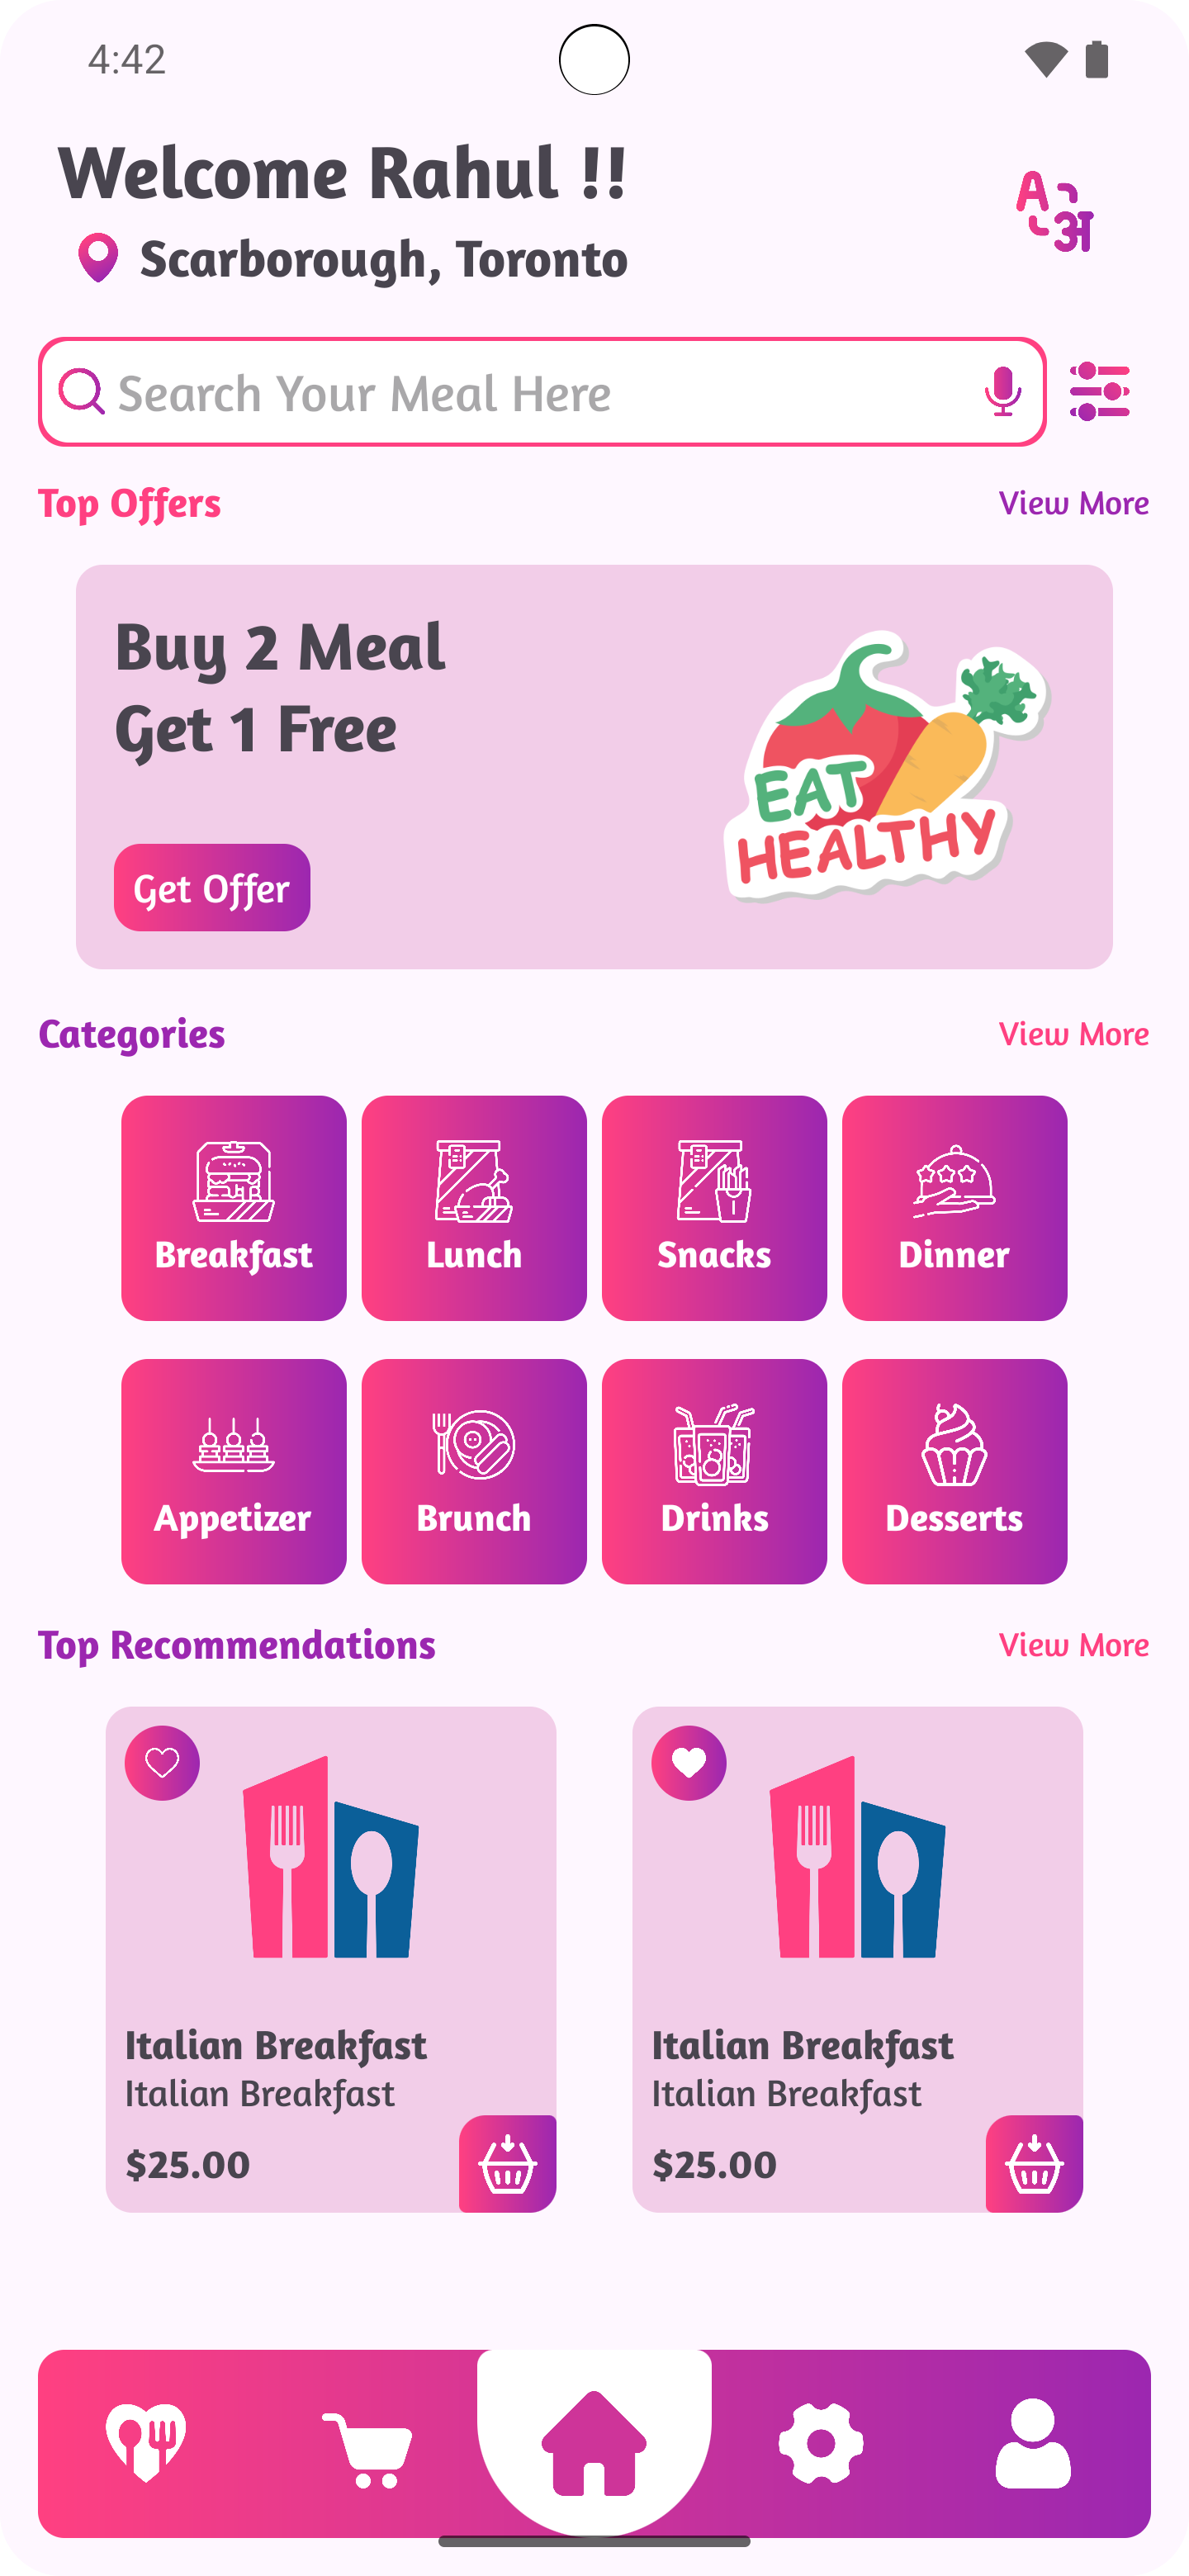 4:42
Welcome Rahul !!
A
अ
Scarborough, Toronto
Search Your Meal Here
Top Offers
View More
Buy 2 Meal
Get 1 Free
Get Offer
EAT
HEALTHY
Categories
View More
Breakfast
Lunch
Snacks
Dinner
Appetizer
Brunch
Drinks
Desserts
Top Recommendations
View More
Italian Breakfast
Italian Breakfast
$25.00
Italian Breakfast
Italian Breakfast
$25.00